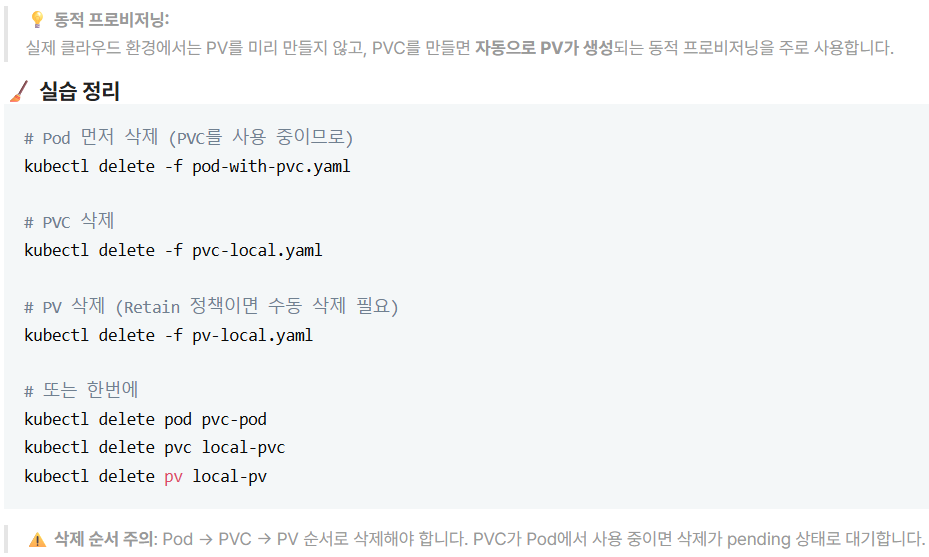 💡 동적 프로비저닝:
실제 클라우드 환경에서는 PV를 미리 만들지 않고, PVC를 만들면 자동으로 PV가 생성되는 동적 프로비저닝을 주로 사용합니다.
🧹 실습 정리
# Pod 먼저 삭제 (PVC를 사용 중이므로)
kubectl delete -f pod-with-pvc.yaml
# PVC 삭제
kubectl delete -f pvc-local.yaml
# PV 삭제 (Retain 정책이면 수동 삭제 필요)
kubectl delete -f pv-local.yaml
# 또는 한번에
kubectl delete pod pvc-pod
kubectl delete pvc local-pvc
kubectl delete pv local-pv
⚠️ 삭제 순서 주의: Pod → PVC → PV 순서로 삭제해야 합니다. PVC가 Pod에서 사용 중이면 삭제가 pending 상태로 대기합니다.